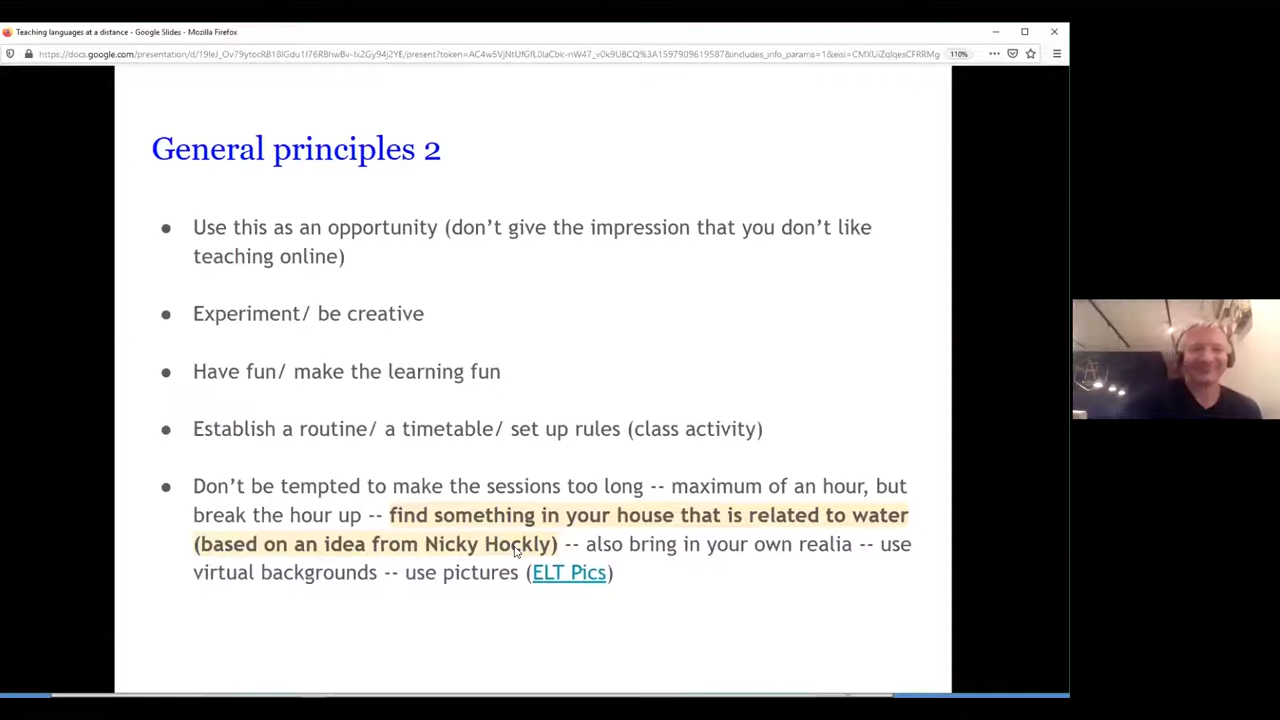 Teaching languages at a distance - Google Slides - Mozilla Firefox
110%
General principles 2
● Use this as an opportunity (don’t give the impression that you don’t like
teaching online)
● Experiment/ be creative
● Have fun/ make the learning fun
● Establish a routine/ a timetable/ set up rules (class activity)
● Don’t be tempted to make the sessions too long -- maximum of an hour, but
break the hour up -- find something in your house that is related to water
(based on an idea from Nicky Hockly) -- also bring in your own realia -- use
virtual backgrounds -- use pictures (ELT Pics)